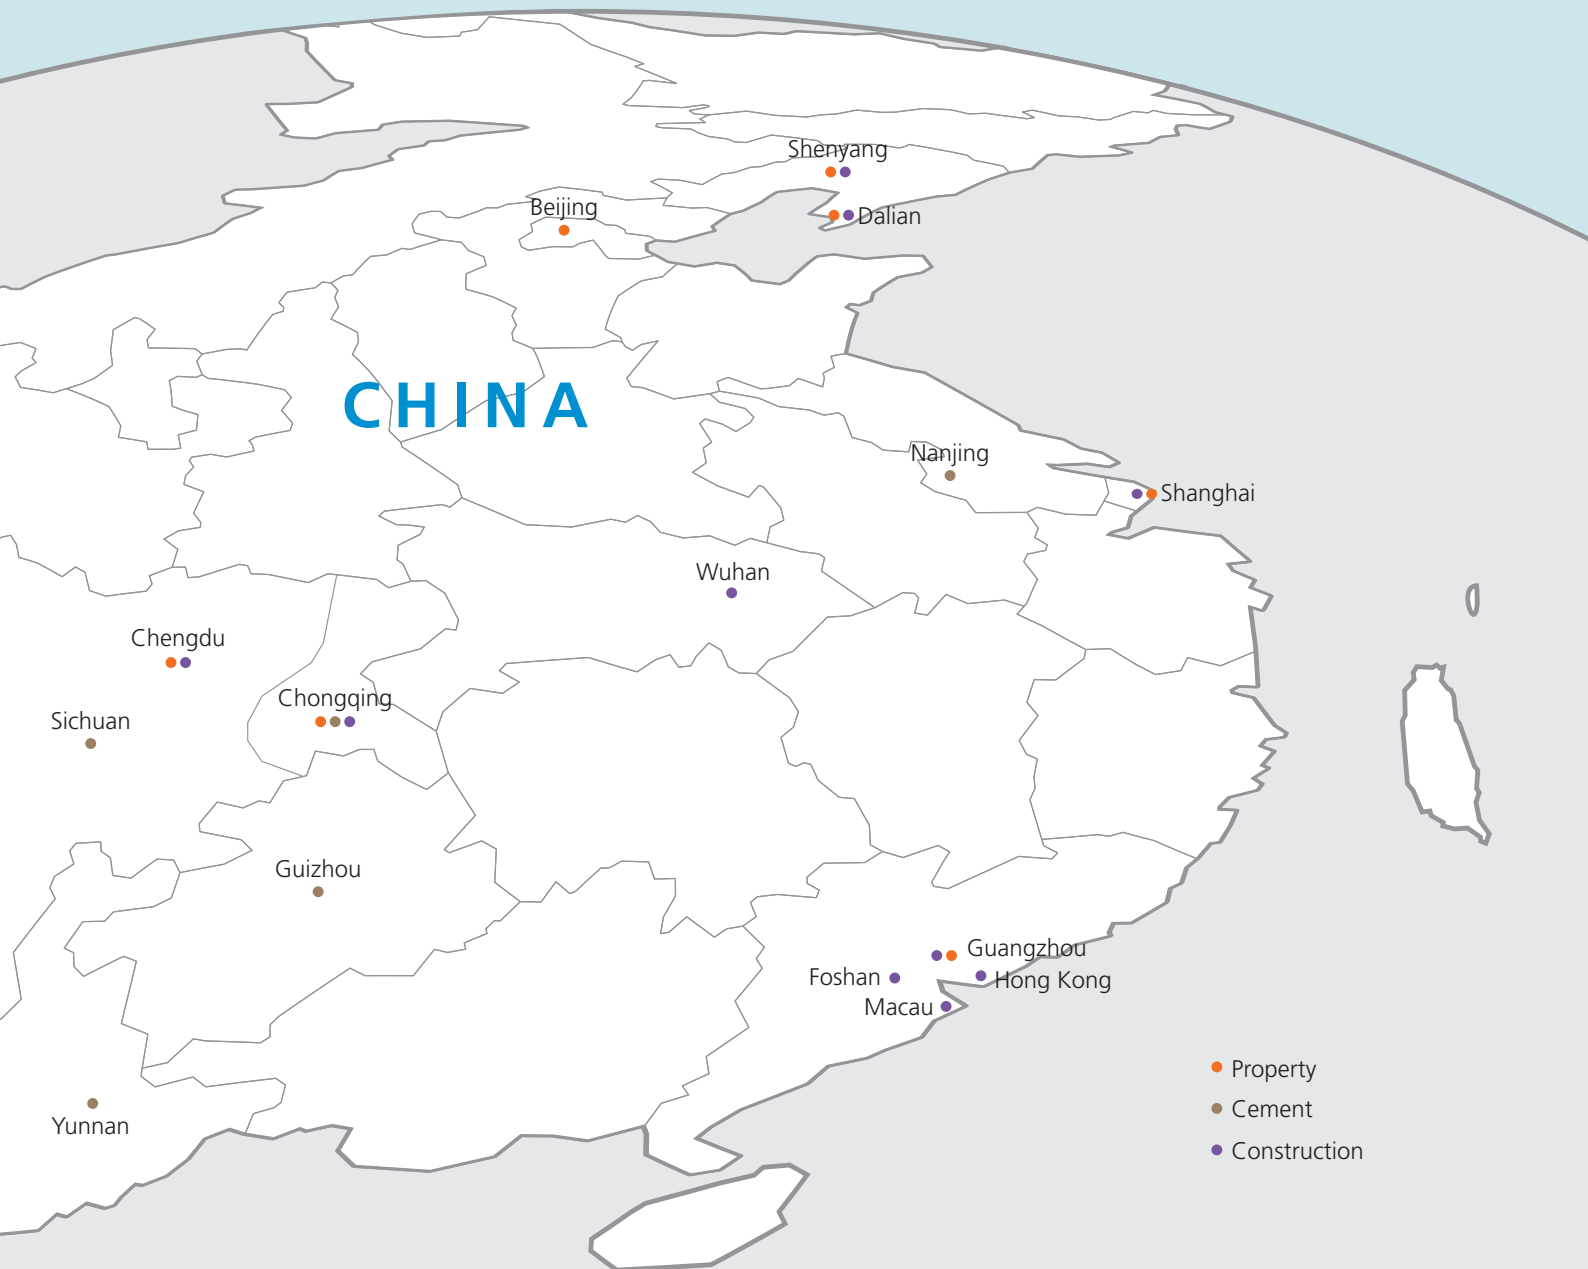 Shenyang
Beijing
Dalian
CHINA
Nanjing
Shanghai
Wuhan
Chengdu
Chongqing
Sichuan
Guizhou
Guangzhou
Foshan
Hong Kong
Macau
Property
Cement
Yunnan
Construction